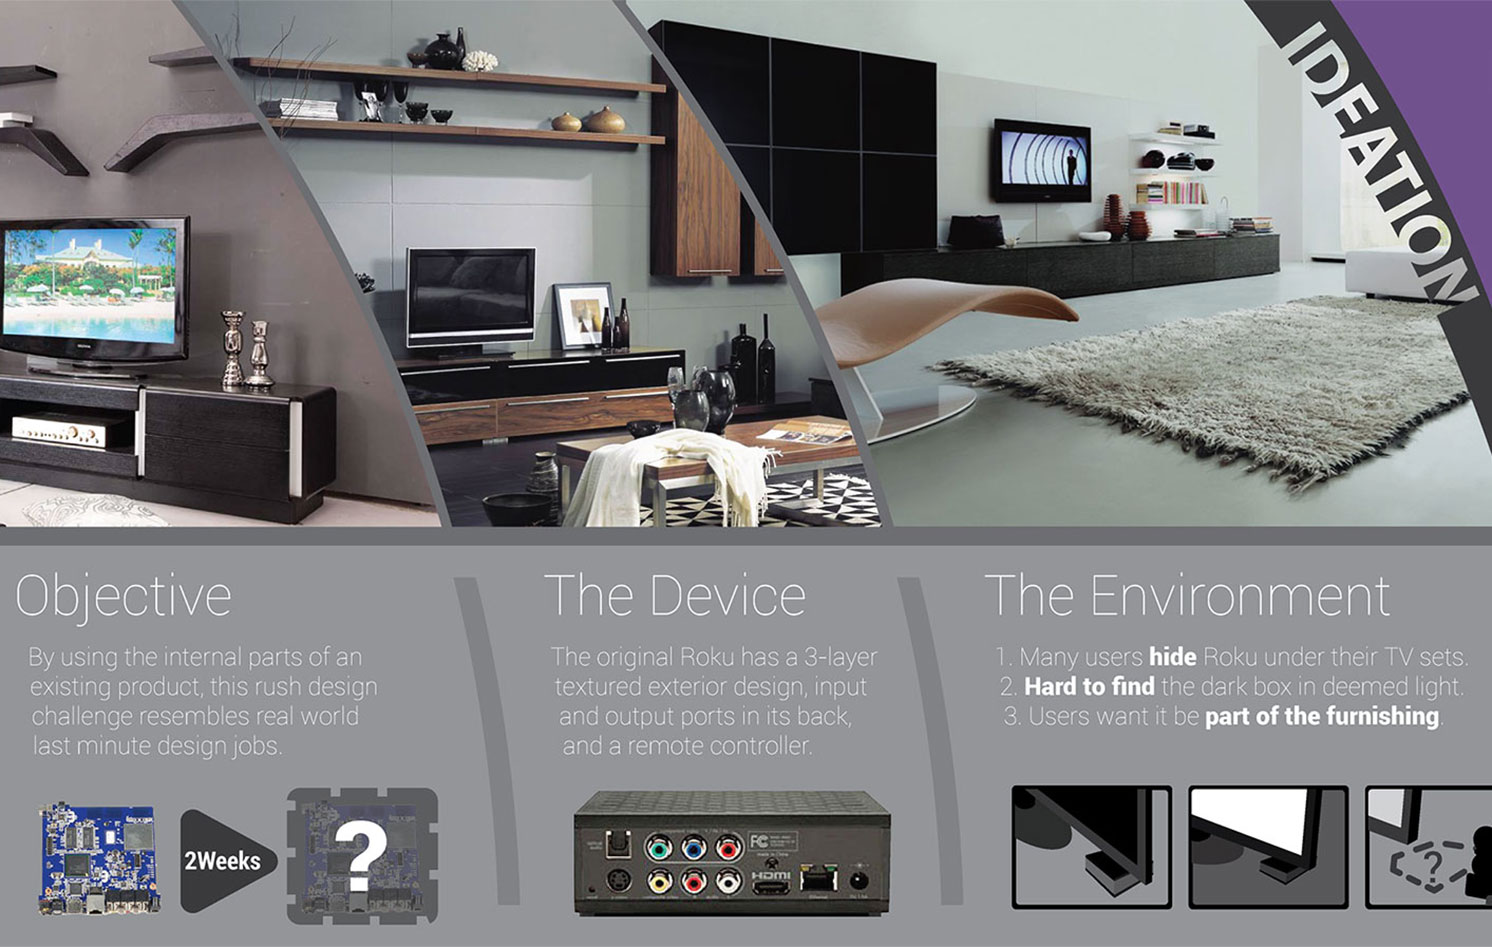 IDEATION
Objective
By using the internal parts of an
existing product, this rush design
challenge resembles real world
last minute design jobs.
2Weeks
?
The Device
The original Roku has a 3-layer
textured exterior design, input
and output ports in its back,
and a remote controller.
FC
HDMI
Ethernet
The Environment
1. Many users hide Roku under their TV sets.
2. Hard to find the dark box in deemed light.
3. Users want it be part of the furnishing.
?